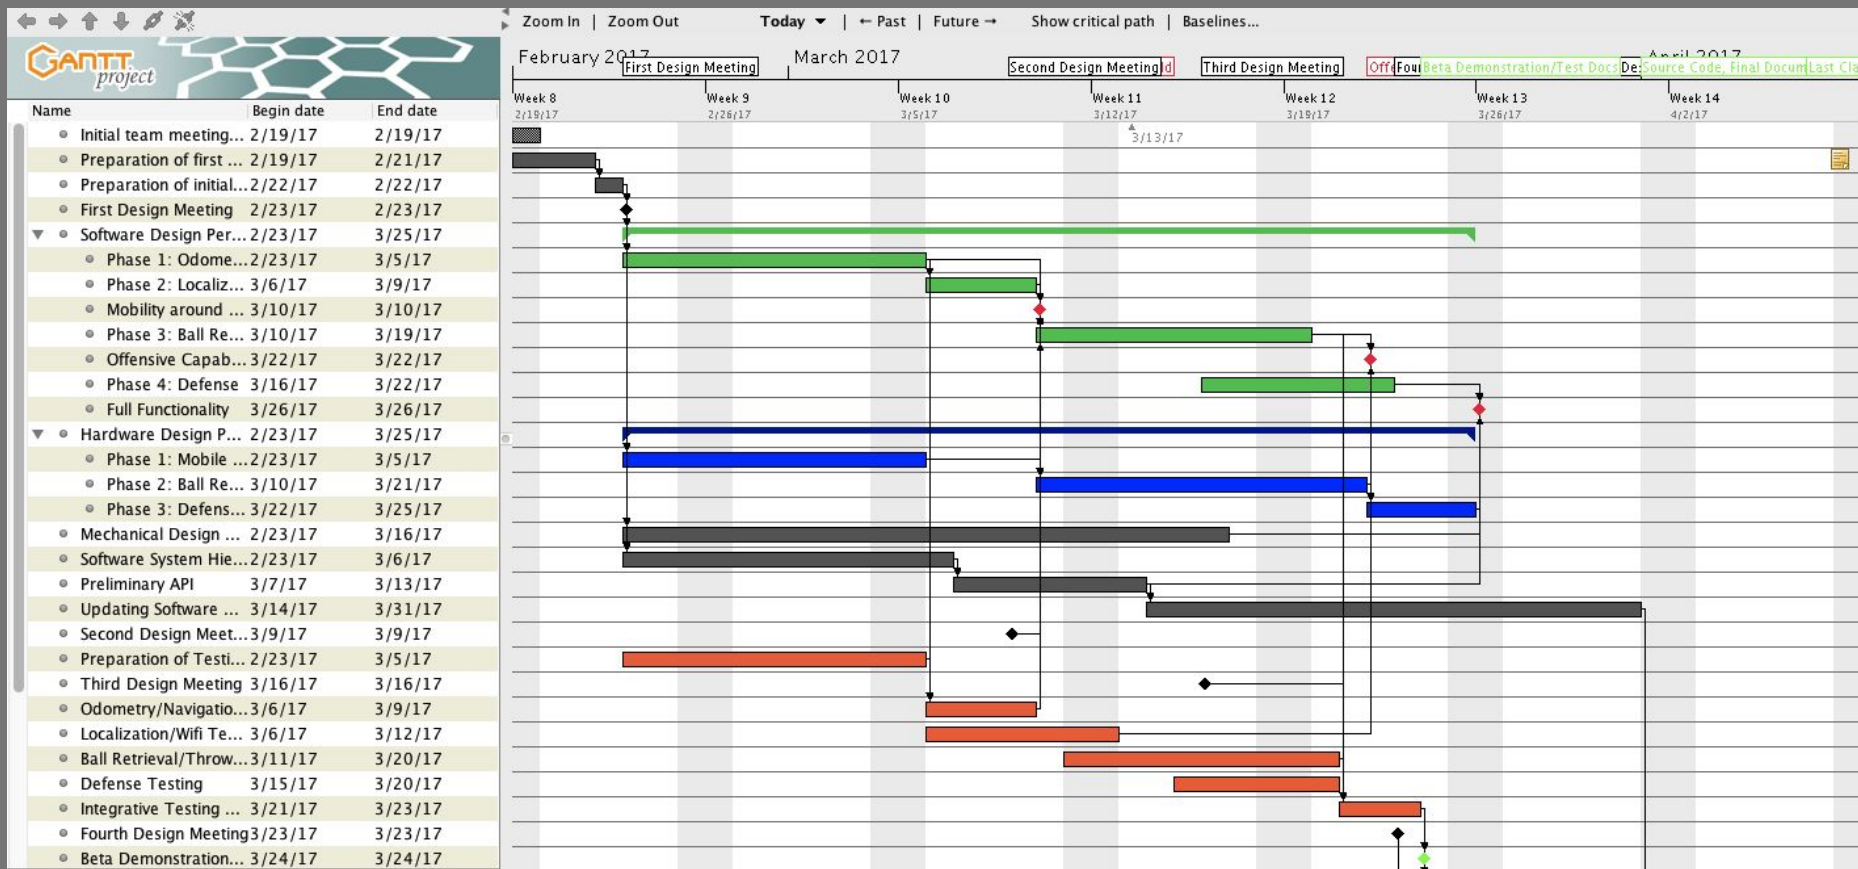 Zoom In | Zoom Out Today ▼ | ← Past | Future → Show critical path | Baselines...
GANTT
project
February 2017 March 2017 April 2017
First Design Meeting Second Design Meeting Third Design Meeting Offe Fou Beta Demonstration/Test Docs De: Source Code, Final Docum Last Cla
Name Begin date End date
Week 8 Week 9 Week 10 Week 11 Week 12 Week 13 Week 14
2/19/17 2/26/17 3/5/17 3/12/17 3/19/17 3/26/17 4/2/17
3/13/17
Initial team meeting... 2/19/17 2/19/17
Preparation of first ... 2/19/17 2/21/17
Preparation of initial... 2/22/17 2/22/17
First Design Meeting 2/23/17 2/23/17
Software Design Per... 2/23/17 3/25/17
Phase 1: Odome... 2/23/17 3/5/17
Phase 2: Localiz... 3/6/17 3/9/17
Mobility around ... 3/10/17 3/10/17
Phase 3: Ball Re... 3/10/17 3/19/17
Offensive Capab... 3/22/17 3/22/17
Phase 4: Defense 3/16/17 3/22/17
Full Functionality 3/26/17 3/26/17
Hardware Design P... 2/23/17 3/25/17
Phase 1: Mobile ... 2/23/17 3/5/17
Phase 2: Ball Re... 3/10/17 3/21/17
Phase 3: Defens... 3/22/17 3/25/17
Mechanical Design ... 2/23/17 3/16/17
Software System Hie... 2/23/17 3/6/17
Preliminary API 3/7/17 3/13/17
Updating Software ... 3/14/17 3/31/17
Second Design Meet... 3/9/17 3/9/17
Preparation of Testi... 2/23/17 3/5/17
Third Design Meeting 3/16/17 3/16/17
Odometry/Navigatio... 3/6/17 3/9/17
Localization/Wifi Te... 3/6/17 3/12/17
Ball Retrieval/Throw... 3/11/17 3/20/17
Defense Testing 3/15/17 3/20/17
Integrative Testing ... 3/21/17 3/23/17
Fourth Design Meeting 3/23/17 3/23/17
Beta Demonstration... 3/24/17 3/24/17